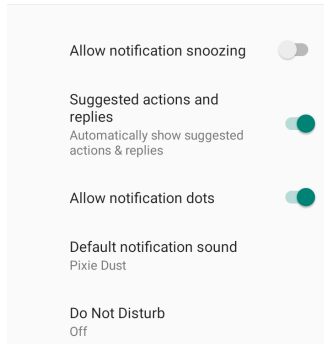 Allow notification snoozing
Suggested actions and
replies
Automatically show suggested
actions & replies
Allow notification dots
Default notification sound
Pixie Dust
Do Not Disturb
Off